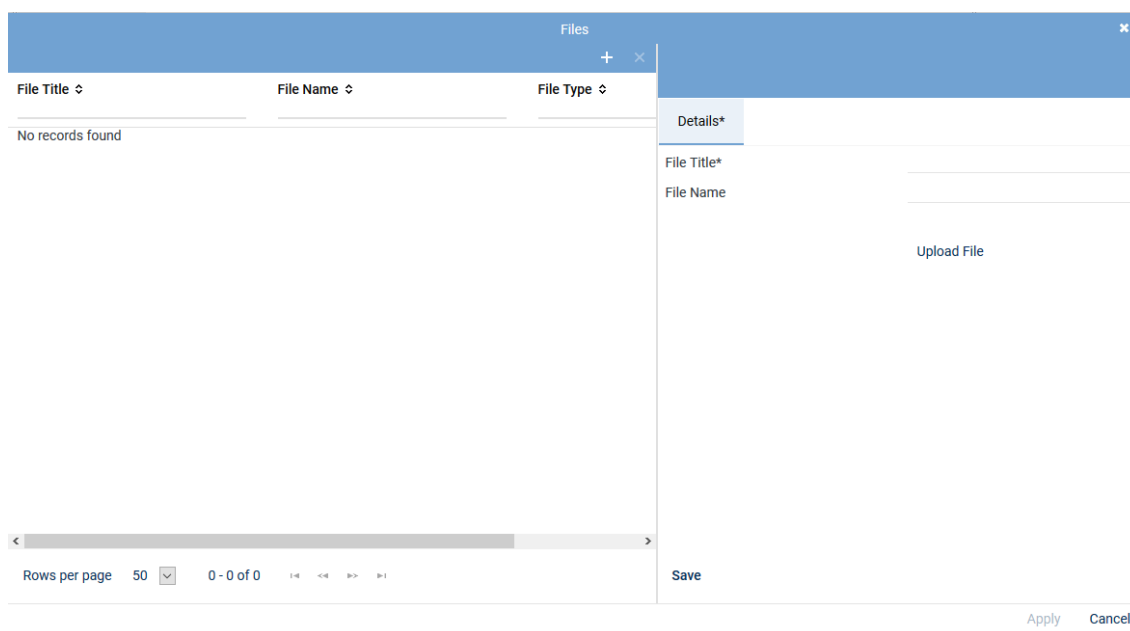 Files
File Title
File Name
File Type
No records found
Rows per page 50 0 - 0 of 0
Details*
File Title*
File Name
Upload File
Save
Apply Cancel